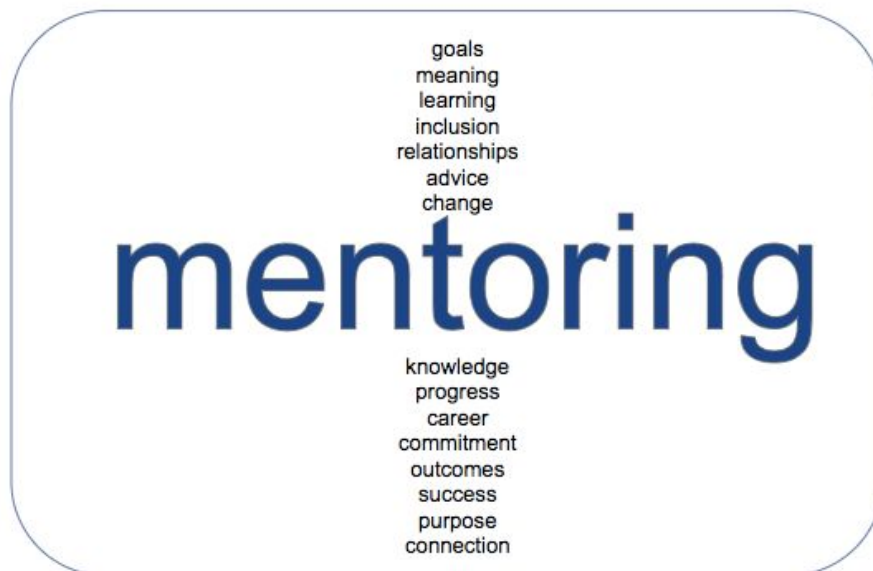 goals
meaning
learning
inclusion
relationships
advice
change
mentoring
knowledge
progress
career
commitment
outcomes
success
purpose
connection